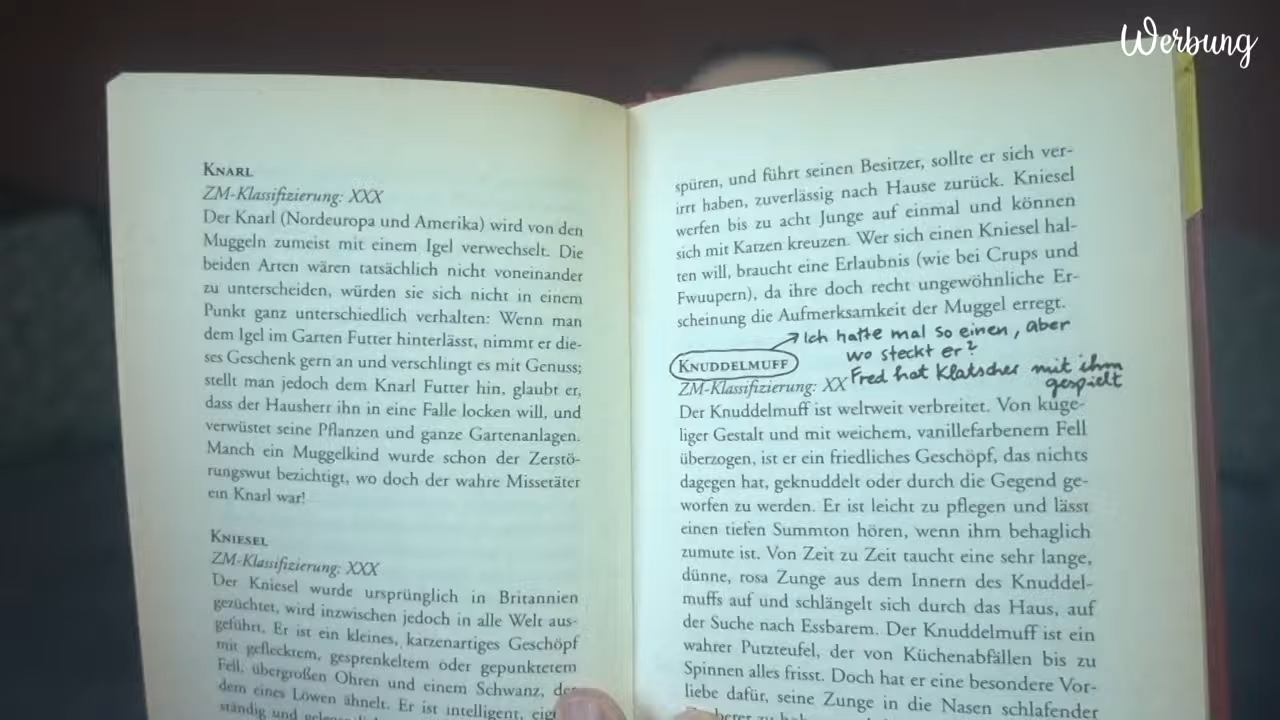 Werbung
KNARL
ZM-Klassifizierung: XXX
Der Knarl (Nordeuropa und Amerika) wird von den
Muggeln zumeist mit einem Igel verwechselt. Die
beiden Arten wären tatsächlich nicht voneinander
zu unterscheiden, würden sie sich nicht in einem
Punkt ganz unterschiedlich verhalten: Wenn man
dem Igel im Garten Futter hinterlässt, nimmt er die-
ses Geschenk gern an und verschlingt es mit Genuss;
stellt man jedoch dem Knarl Futter hin, glaubt er,
dass der Hausherr ihn in eine Falle locken will, und
verwüstet seine Pflanzen und ganze Gartenanlagen.
Manch ein Muggelkind wurde schon der Zerstö-
rungswut bezichtigt, wo doch der wahre Missetäter
ein Knarl war!
KNIESEL
ZM-Klassifizierung: XXX
Der Kniesel wurde ursprünglich in Britannien
gezüchtet, wird inzwischen jedoch in alle Welt aus-
geführt. Er ist ein kleines, katzenartiges Geschöpf
mit geflecktem, gesprenkeltem oder gepunktetem
Fell, übergroßen Ohren und einem Schwanz, der
dem eines Löwen ähnelt. Er ist intelligent, eigen
ständig und
spüren, und führt seinen Besitzer, sollte er sich ver-
irrt haben, zuverlässig nach Hause zurück. Kniesel
werfen bis zu acht Junge auf einmal und können
sich mit Katzen kreuzen. Wer sich einen Kniesel hal-
ten will, braucht eine Erlaubnis (wie bei Crups und
Fwuupern), da ihre doch recht ungewöhnliche Er-
scheinung die Aufmerksamkeit der Muggel erregt.
Ich hatte mal so einen, aber
wo steckt er?
KNUDDELMUFF
Fred hat Klatscher mit ihm
gespielt
ZM-Klassifizierung: XX
Der Knuddelmuff ist weltweit verbreitet. Von kuge-
liger Gestalt und mit weichem, vanillefarbenem Fell
überzogen, ist er ein friedliches Geschöpf, das nichts
dagegen hat, geknuddelt oder durch die Gegend ge-
worfen zu werden. Er ist leicht zu pflegen und lässt
einen tiefen Summton hören, wenn ihm behaglich
zumute ist. Von Zeit zu Zeit taucht eine sehr lange,
dünne, rosa Zunge aus dem Innern des Knuddel-
muffs auf und schlängelt sich durch das Haus, auf
der Suche nach Essbarem. Der Knuddelmuff ist ein
wahrer Putzteufel, der von Küchenabfällen bis zu
Spinnen alles frisst. Doch hat er eine besondere Vor-
liebe dafür, seine Zunge in die Nasen schlafender